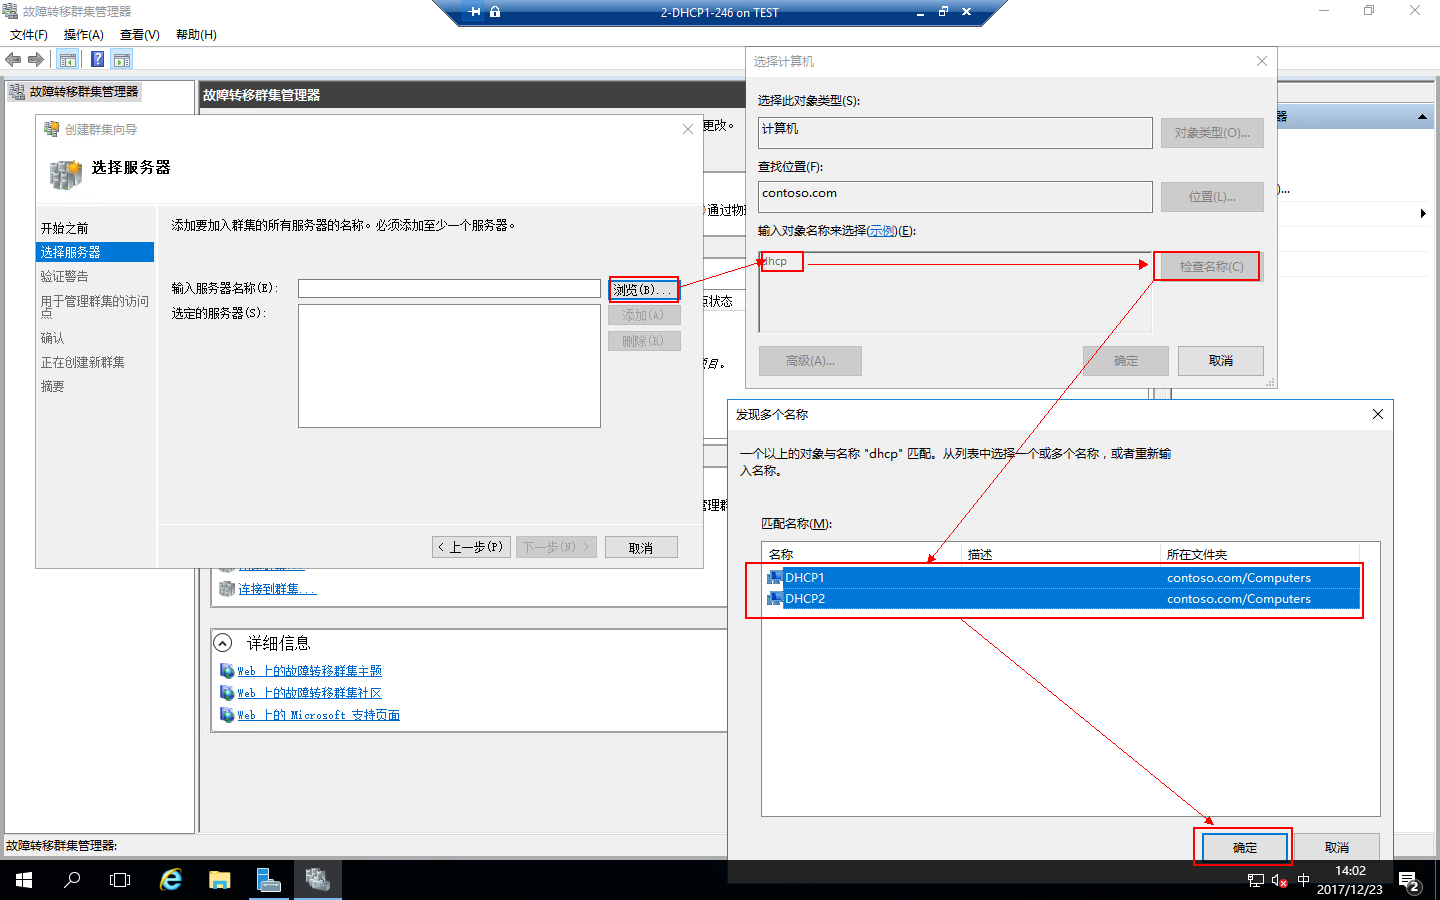 故障转移群集管理器
2-DHCP1-246 on TEST
文件(F) 操作(A) 查看(V) 帮助(H)
故障转移群集管理器
故障转移群集管理器
更改。
通过物
点状态
项目。
管理群
器
)...
创建群集向导
选择服务器
开始之前
选择服务器
验证警告
用于管理群集的访问
点
确认
正在创建新群集
摘要
添加要加入群集的所有服务器的名称。必须添加至少一个服务器。
输入服务器名称(E):
浏览(B)...
选定的服务器(S):
添加(A)
删除(R)
< 上一步(P)
下一步(N) >
取消
选择计算机
选择此对象类型(S):
计算机
对象类型(O)...
查找位置(F):
contoso.com
位置(L)...
输入对象名称来选择(示例)(E):
dhcp
检查名称(C)
高级(A)...
确定
取消
发现多个名称
一个以上的对象与名称 "dhcp" 匹配。从列表中选择一个或多个名称，或者重新输
入名称。
匹配名称(M):
名称 描述 所在文件夹
DHCP1 contoso.com/Computers
DHCP2 contoso.com/Computers
确定
取消
连接到群集...
详细信息
Web 上的故障转移群集主题
Web 上的故障转移群集社区
Web 上的 Microsoft 支持页面
故障转移群集管理器:
中
14:02
2017/12/23
2